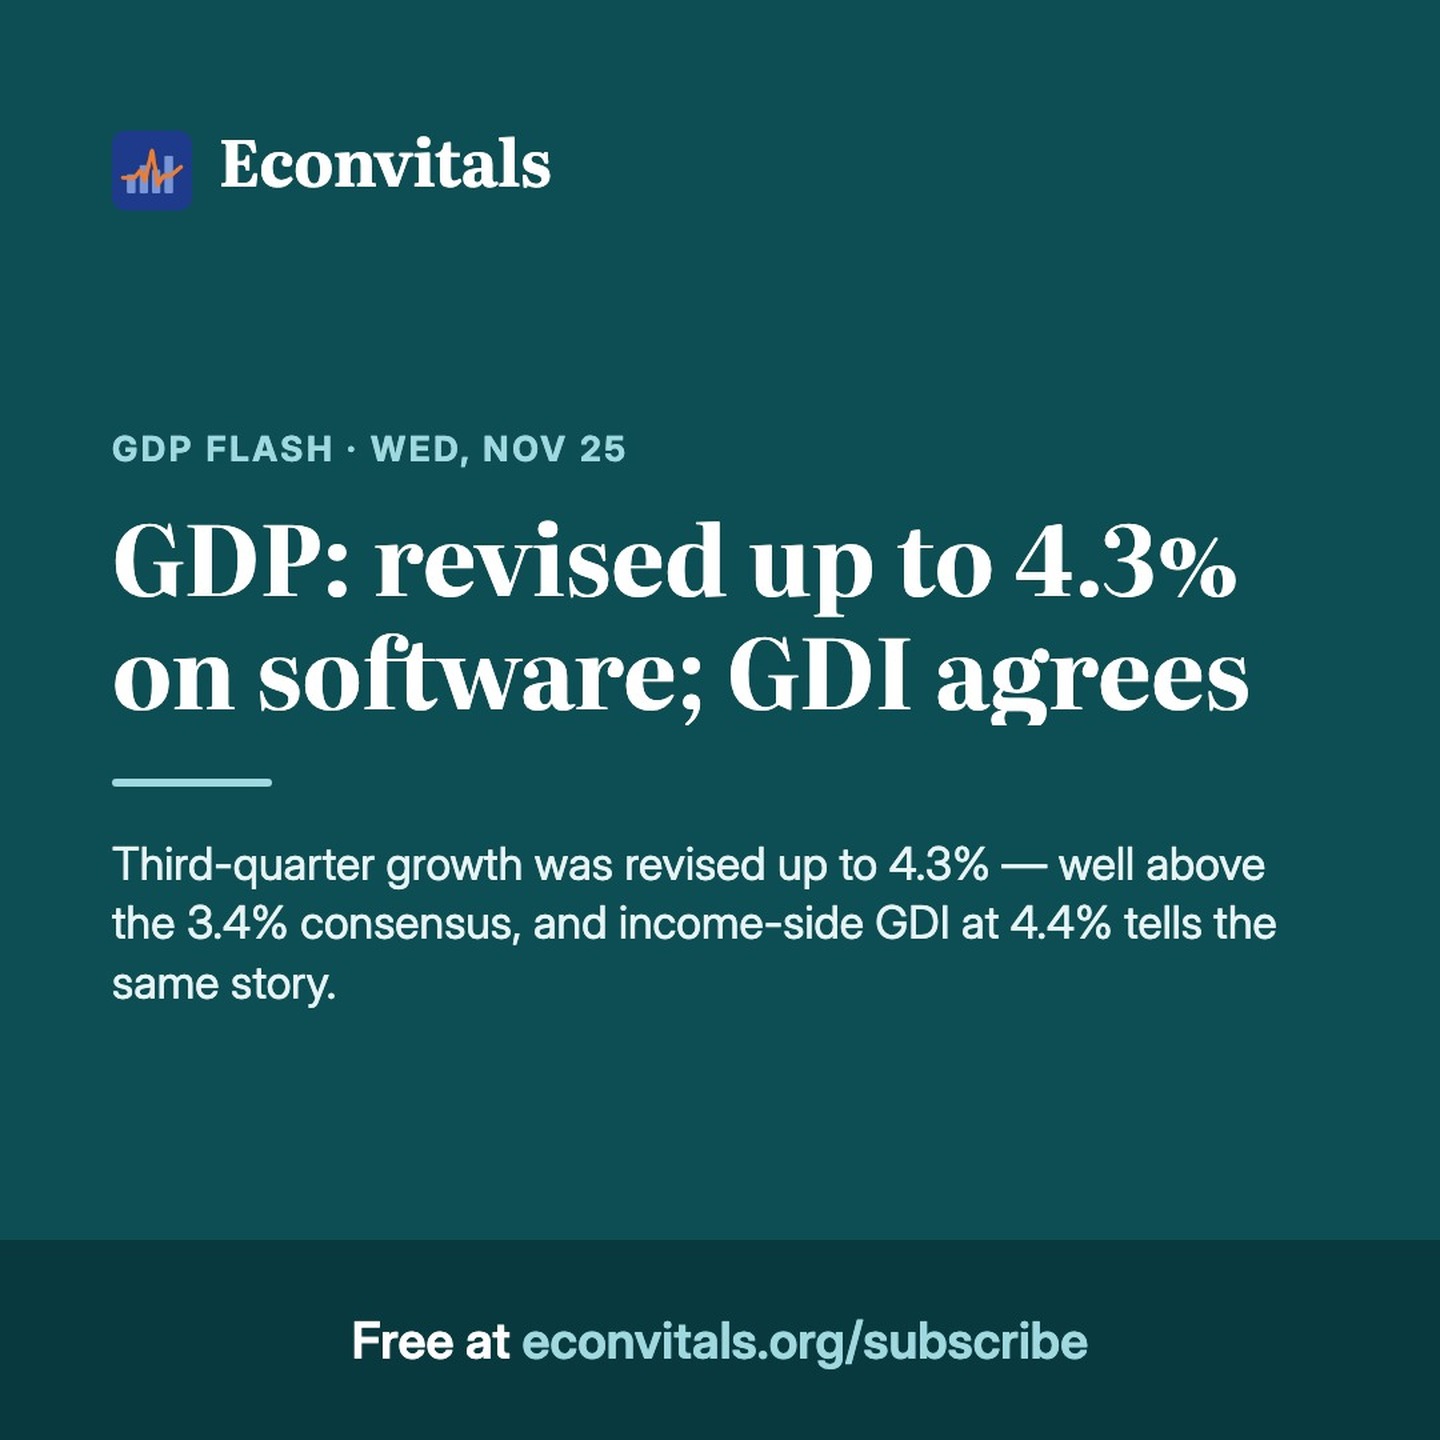 Econvitals
GDP FLASH · WED, NOV 25
GDP: revised up to 4.3%
on software; GDI agrees
Third-quarter growth was revised up to 4.3% — well above
the 3.4% consensus, and income-side GDI at 4.4% tells the
same story.
Free at econvitals.org/subscribe